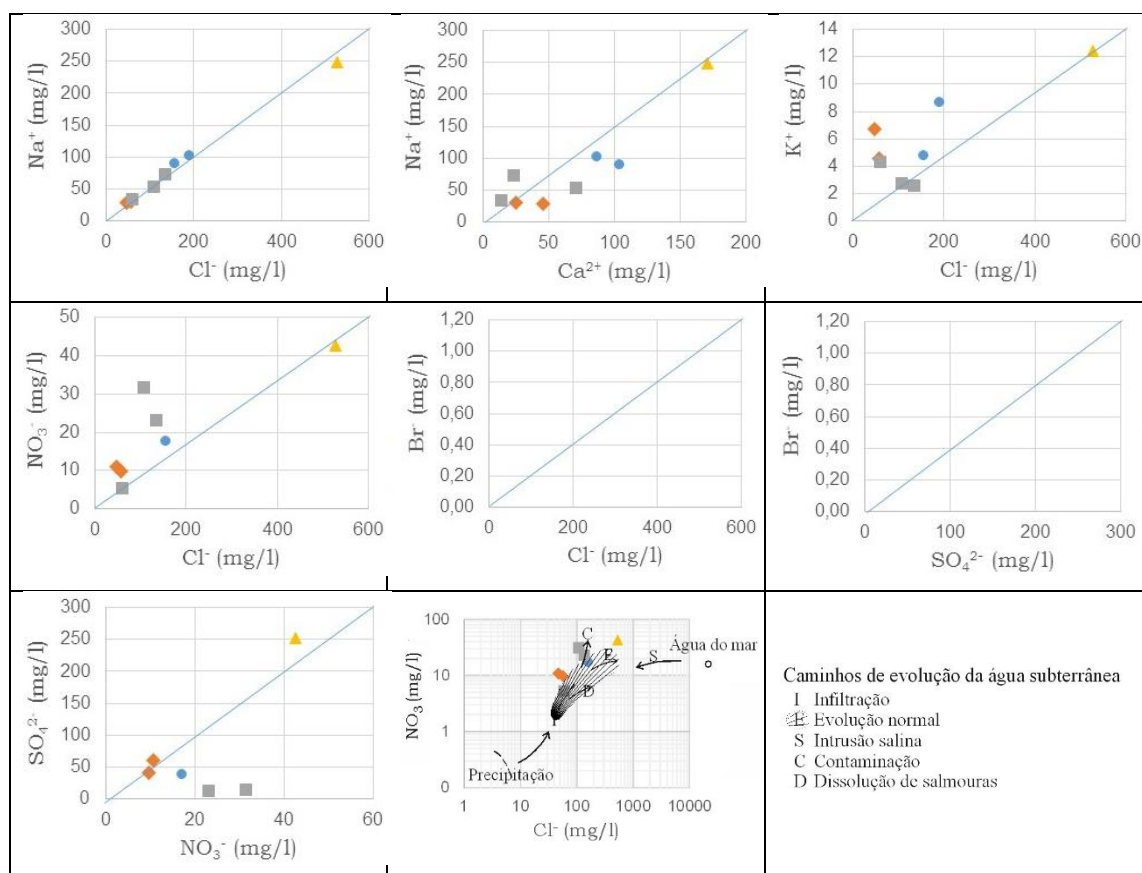 300
250
200
150
100
50
0
Na⁺ (mg/l)
0 200 400 600
Cl⁻ (mg/l)
300
250
200
150
100
50
0
Na⁺ (mg/l)
0 50 100 150 200
Ca²⁺ (mg/l)
14
12
10
8
6
4
2
0
K⁺ (mg/l)
0 200 400 600
Cl⁻ (mg/l)
50
40
30
20
10
0
NO₃⁻ (mg/l)
0 200 400 600
Cl⁻ (mg/l)
1,20
1,00
0,80
0,60
0,40
0,20
0,00
Br⁻ (mg/l)
0 200 400 600
Cl⁻ (mg/l)
1,20
1,00
0,80
0,60
0,40
0,20
0,00
Br⁻ (mg/l)
0 100 200 300
SO₄²⁻ (mg/l)
300
250
200
150
100
50
0
SO₄²⁻ (mg/l)
0 20 40 60
NO₃⁻ (mg/l)
100
10
1
0
NO₃ (mg/l)
C
E
S
Água do mar
D
I
Precipitação
1 10 100 1000 10000
Cl⁻ (mg/l)
Caminhos de evolução da água subterrânea
I Infiltração
E Evolução normal
S Intrusão salina
C Contaminação
D Dissolução de salmouras